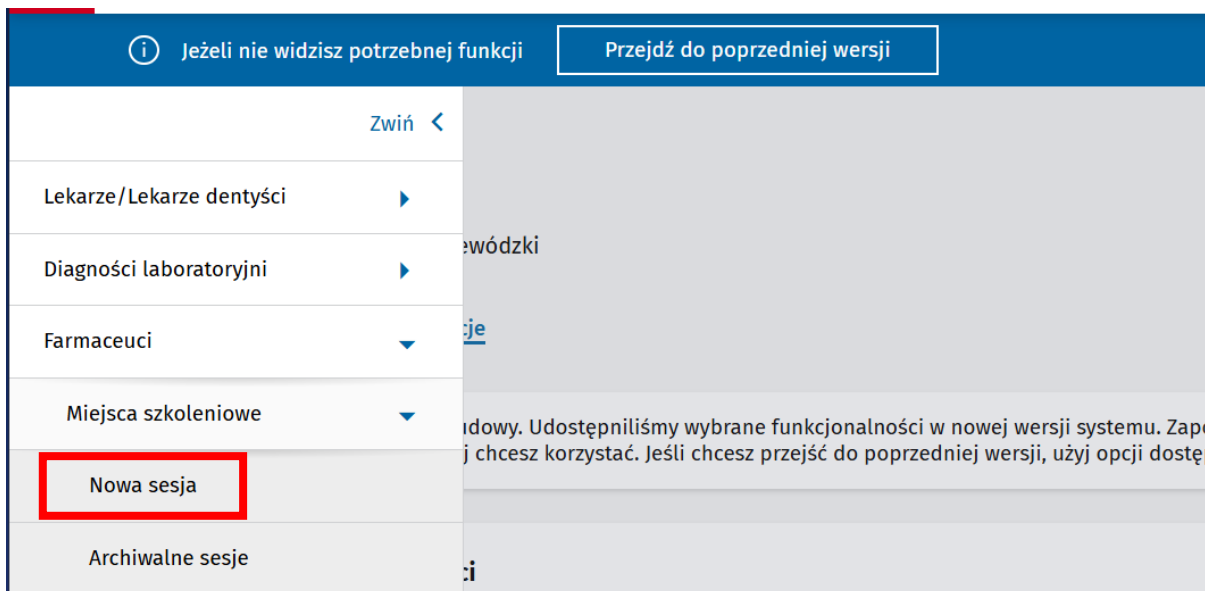 Jeżeli nie widzisz potrzebnej funkcji
Przejdź do poprzedniej wersji
Zwiń
Lekarze/Lekarze dentyści
Diagności laboratoryjni
Farmaceuci
Miejsca szkoleniowe
Nowa sesja
Archiwalne sesje
ewódzki
cje
udowy. Udostępniliśmy wybrane funkcjonalności w nowej wersji systemu. Zap
j chcesz korzystać. Jeśli chcesz przejść do poprzedniej wersji, użyj opcji dostę
ci